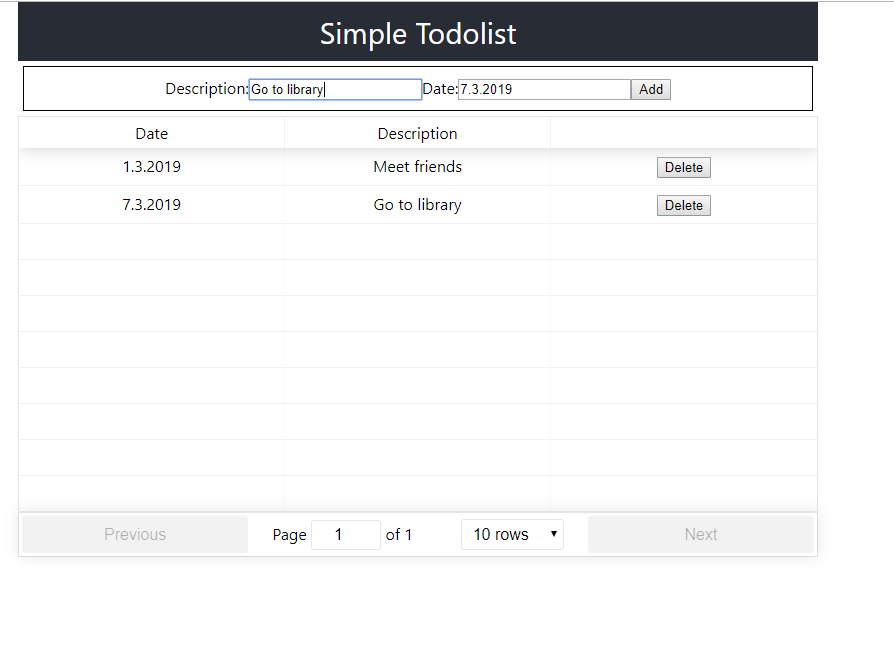 Simple Todolist
Description: Go to library Date: 7.3.2019 Add
Date Description
1.3.2019 Meet friends Delete
7.3.2019 Go to library Delete
Previous Page 1 of 1 10 rows Next